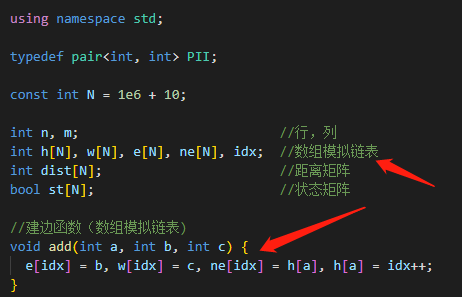 using namespace std;
typedef pair<int, int> PII;
const int N = 1e6 + 10;
int n, m; //行，列
int h[N], w[N], e[N], ne[N], idx; //数组模拟链表
int dist[N]; //距离矩阵
bool st[N]; //状态矩阵
//建边函数（数组模拟链表)
void add(int a, int b, int c) {
e[idx] = b, w[idx] = c, ne[idx] = h[a], h[a] = idx++;
}